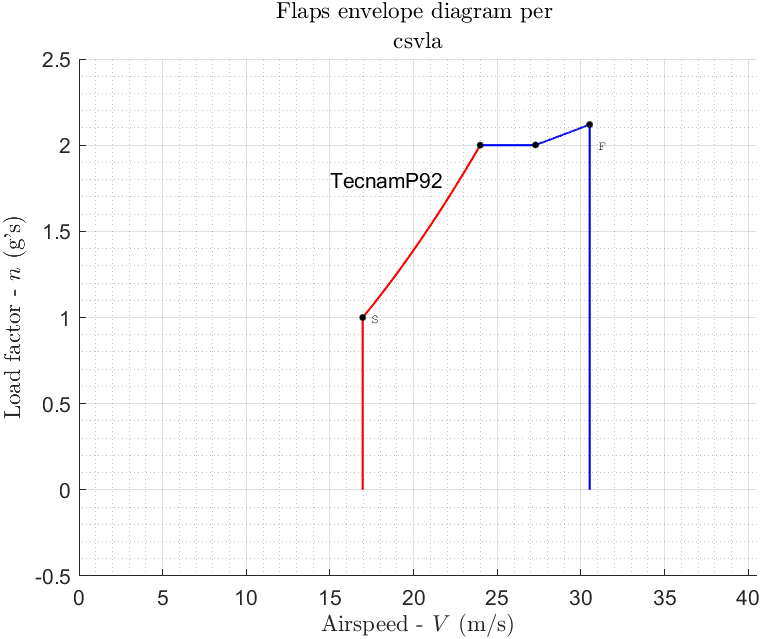 Flaps envelope diagram per
csvla
2.5
2
1.5
1
0.5
0
-0.5
Load factor - n (g's)
TecnamP92
S
F
0 5 10 15 20 25 30 35 40
Airspeed - V (m/s)